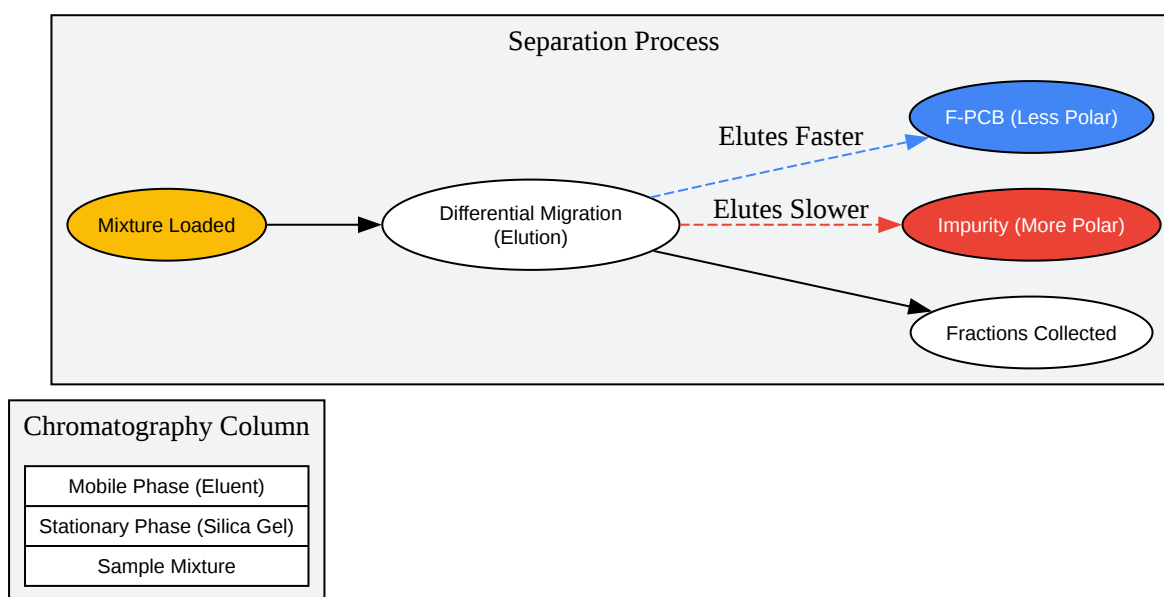 Separation Process
F-PCB (Less Polar)
Elutes Faster
Mixture Loaded
Differential Migration
(Elution)
Elutes Slower
Impurity (More Polar)
Fractions Collected
Chromatography Column
Mobile Phase (Eluent)
Stationary Phase (Silica Gel)
Sample Mixture